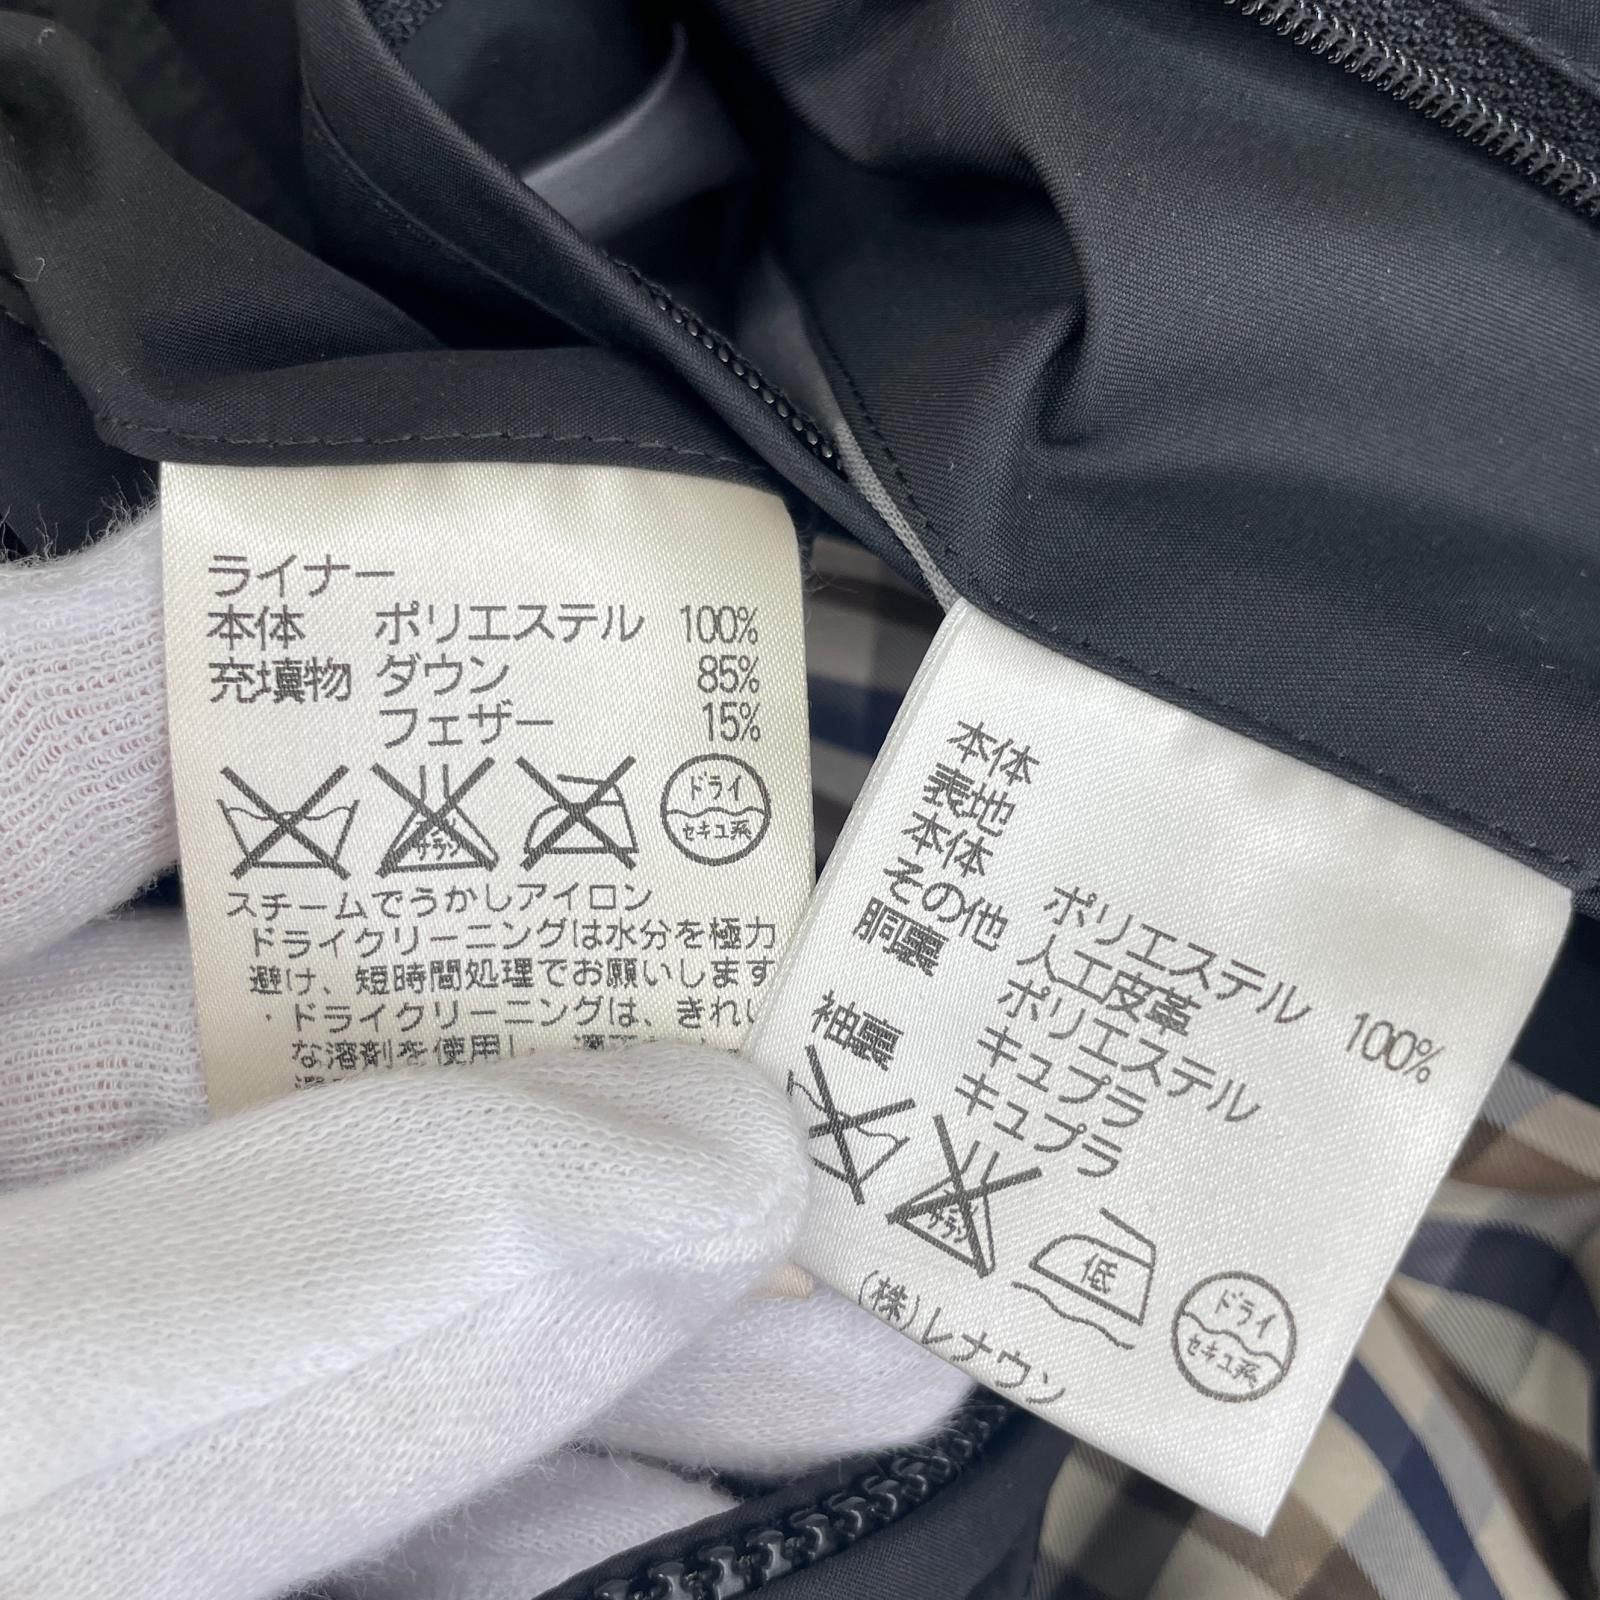 ライナー
本体 ポリエステル 100%
充填物 ダウン 85%
フェザー 15%
サラシ
ドライ
セキユ系
スチームでうかしアイロン
ドライクリーニングは水分を極力
避け、短時間処理でお願いします
・ドライクリーニングは、きれい
な溶剤を使用し
本体
表地 ポリエステル 100%
本体
その他 人工皮革
胴裏 ポリエステル
キュプラ
袖裏 キュプラ
サラシ
低
ドライ
セキユ系
(株)レナウン